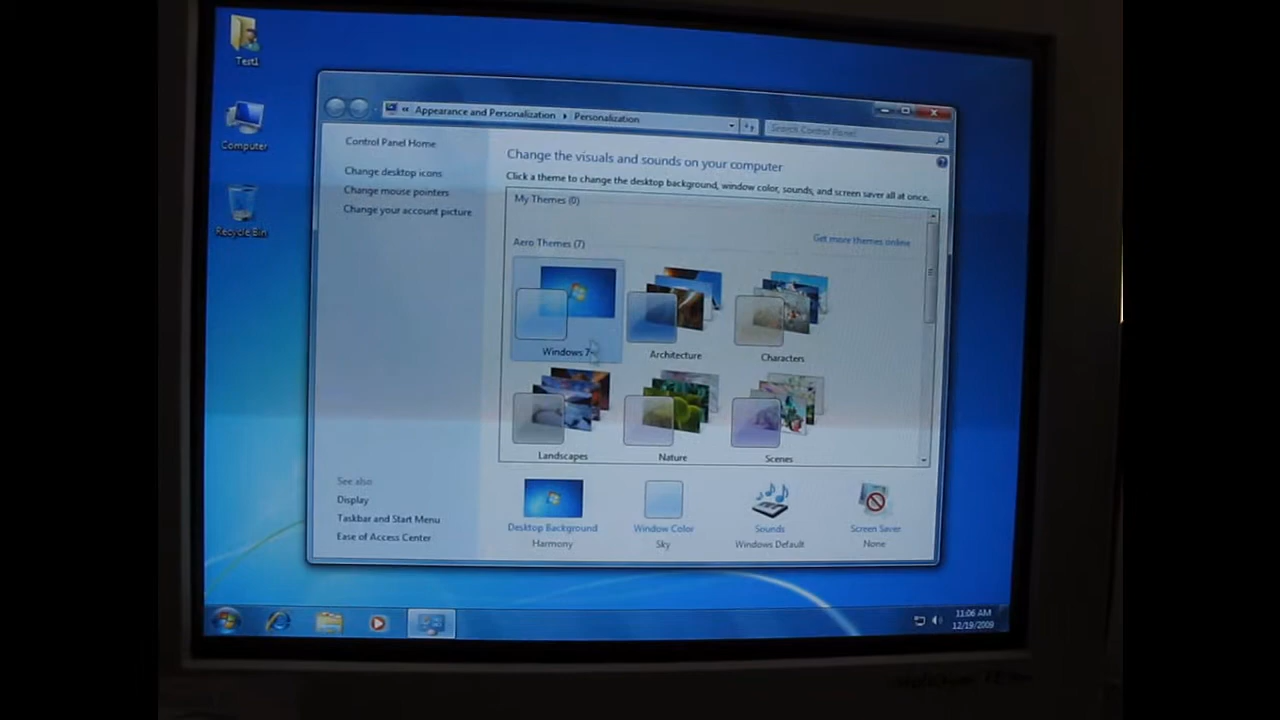 Test1
Computer
Recycle Bin
Appearance and Personalization
Personalization
Search Control Panel
Control Panel Home
Change desktop icons
Change mouse pointers
Change your account picture
See also
Display
Taskbar and Start Menu
Ease of Access Center
Change the visuals and sounds on your computer
Click a theme to change the desktop background, window color, sounds, and screen saver all at once.
My Themes (0)
Get more themes online
Aero Themes (7)
Windows 7
Architecture
Characters
Landscapes
Nature
Scenes
Desktop Background
Harmony
Window Color
Sky
Sounds
Windows Default
Screen Saver
None
11:06 AM
12/19/2009